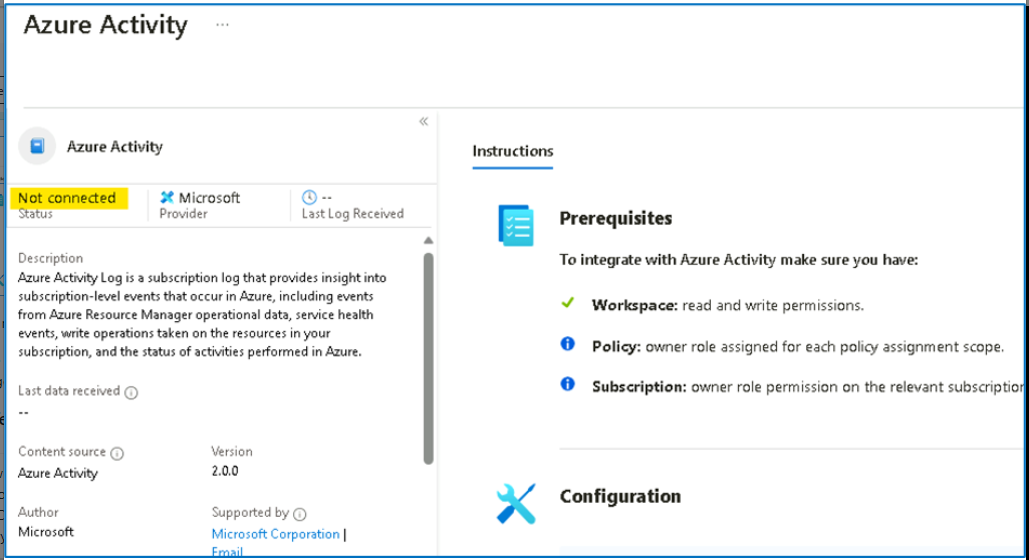 Azure Activity ...
«
Azure Activity
Not connected
Status
Microsoft
Provider
--
Last Log Received
Description
Azure Activity Log is a subscription log that provides insight into
subscription-level events that occur in Azure, including events
from Azure Resource Manager operational data, service health
events, write operations taken on the resources in your
subscription, and the status of activities performed in Azure.
Last data received
--
Content source
Azure Activity
Version
2.0.0
Author
Microsoft
Supported by
Microsoft Corporation |
Email
Instructions
Prerequisites
To integrate with Azure Activity make sure you have:
Workspace: read and write permissions.
Policy: owner role assigned for each policy assignment scope.
Subscription: owner role permission on the relevant subscription
Configuration